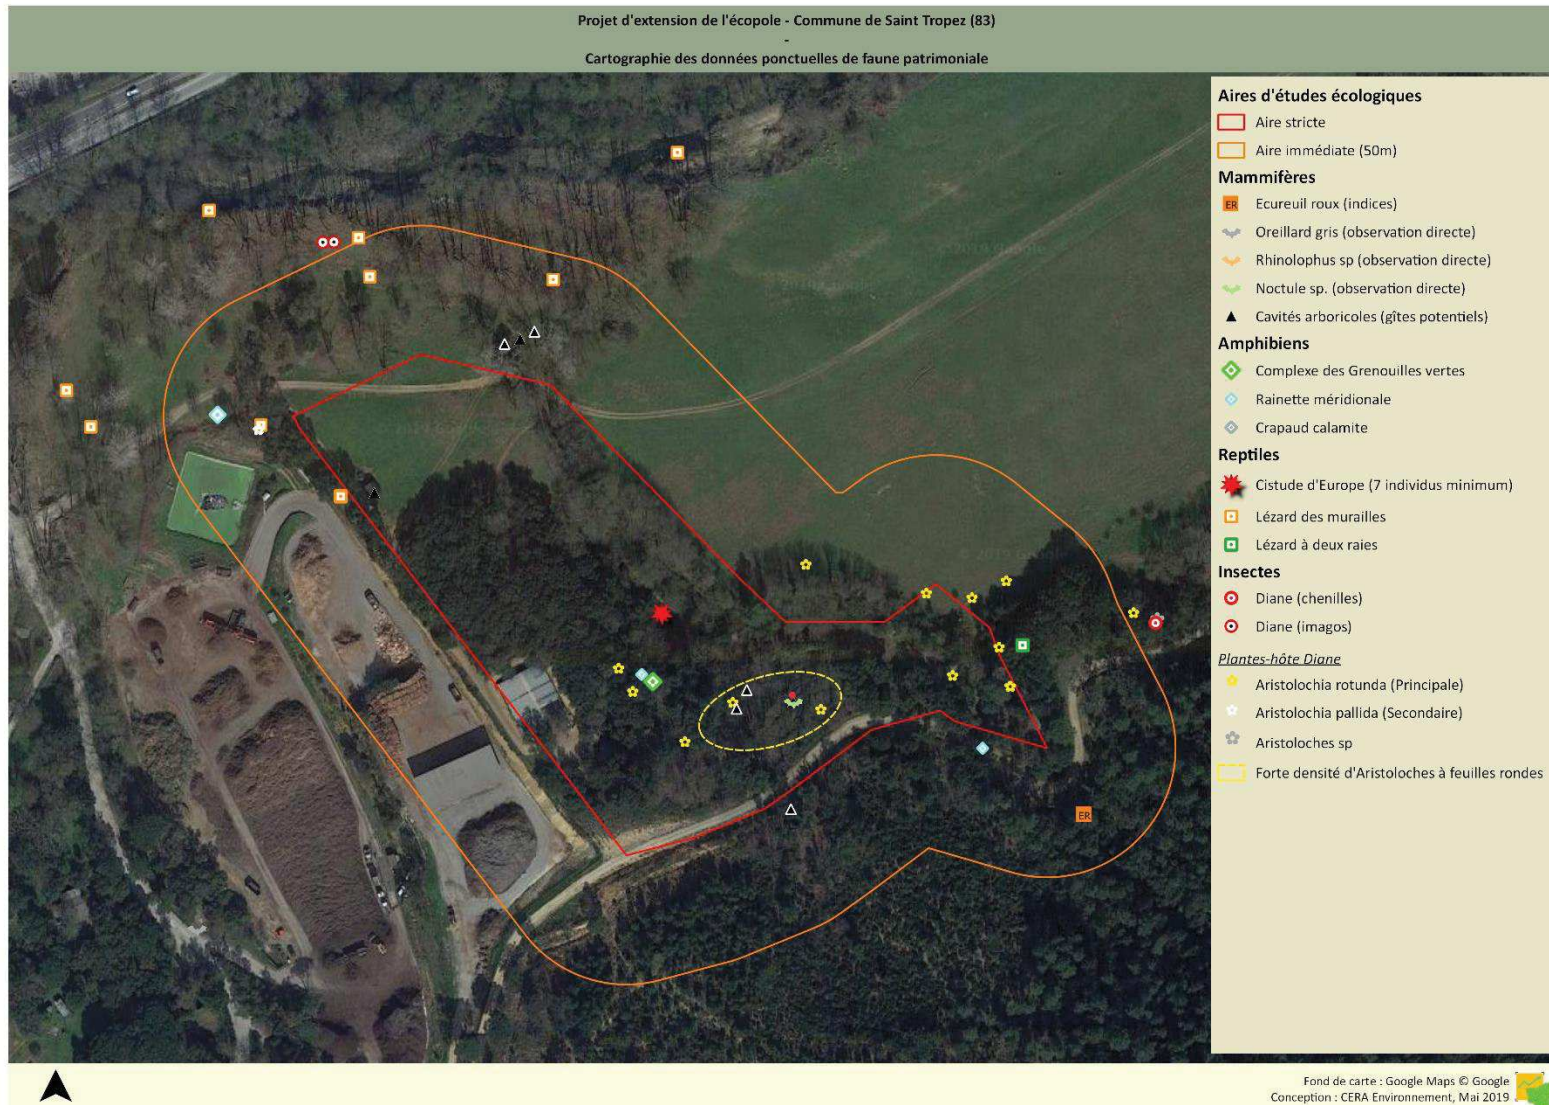 Projet d'extension de l'écopole - Commune de Saint Tropez (83)
-
Cartographie des données ponctuelles de faune patrimoniale
Aires d'études écologiques
Aire stricte
Aire immédiate (50m)
Mammifères
ER Ecureuil roux (indices)
Oreillard gris (observation directe)
Rhinolophus sp (observation directe)
Noctule sp. (observation directe)
Cavités arboricoles (gîtes potentiels)
Amphibiens
Complexe des Grenouilles vertes
Rainette méridionale
Crapaud calamite
Reptiles
Cistude d'Europe (7 individus minimum)
Lézard des murailles
Lézard à deux raies
Insectes
Diane (chenilles)
Diane (imagos)
Plantes-hôte Diane
Aristolochia rotunda (Principale)
Aristolochia pallida (Secondaire)
Aristoloches sp
Forte densité d'Aristoloches à feuilles rondes
ER
Fond de carte : Google Maps © Google
Conception : CERA Environnement, Mai 2019